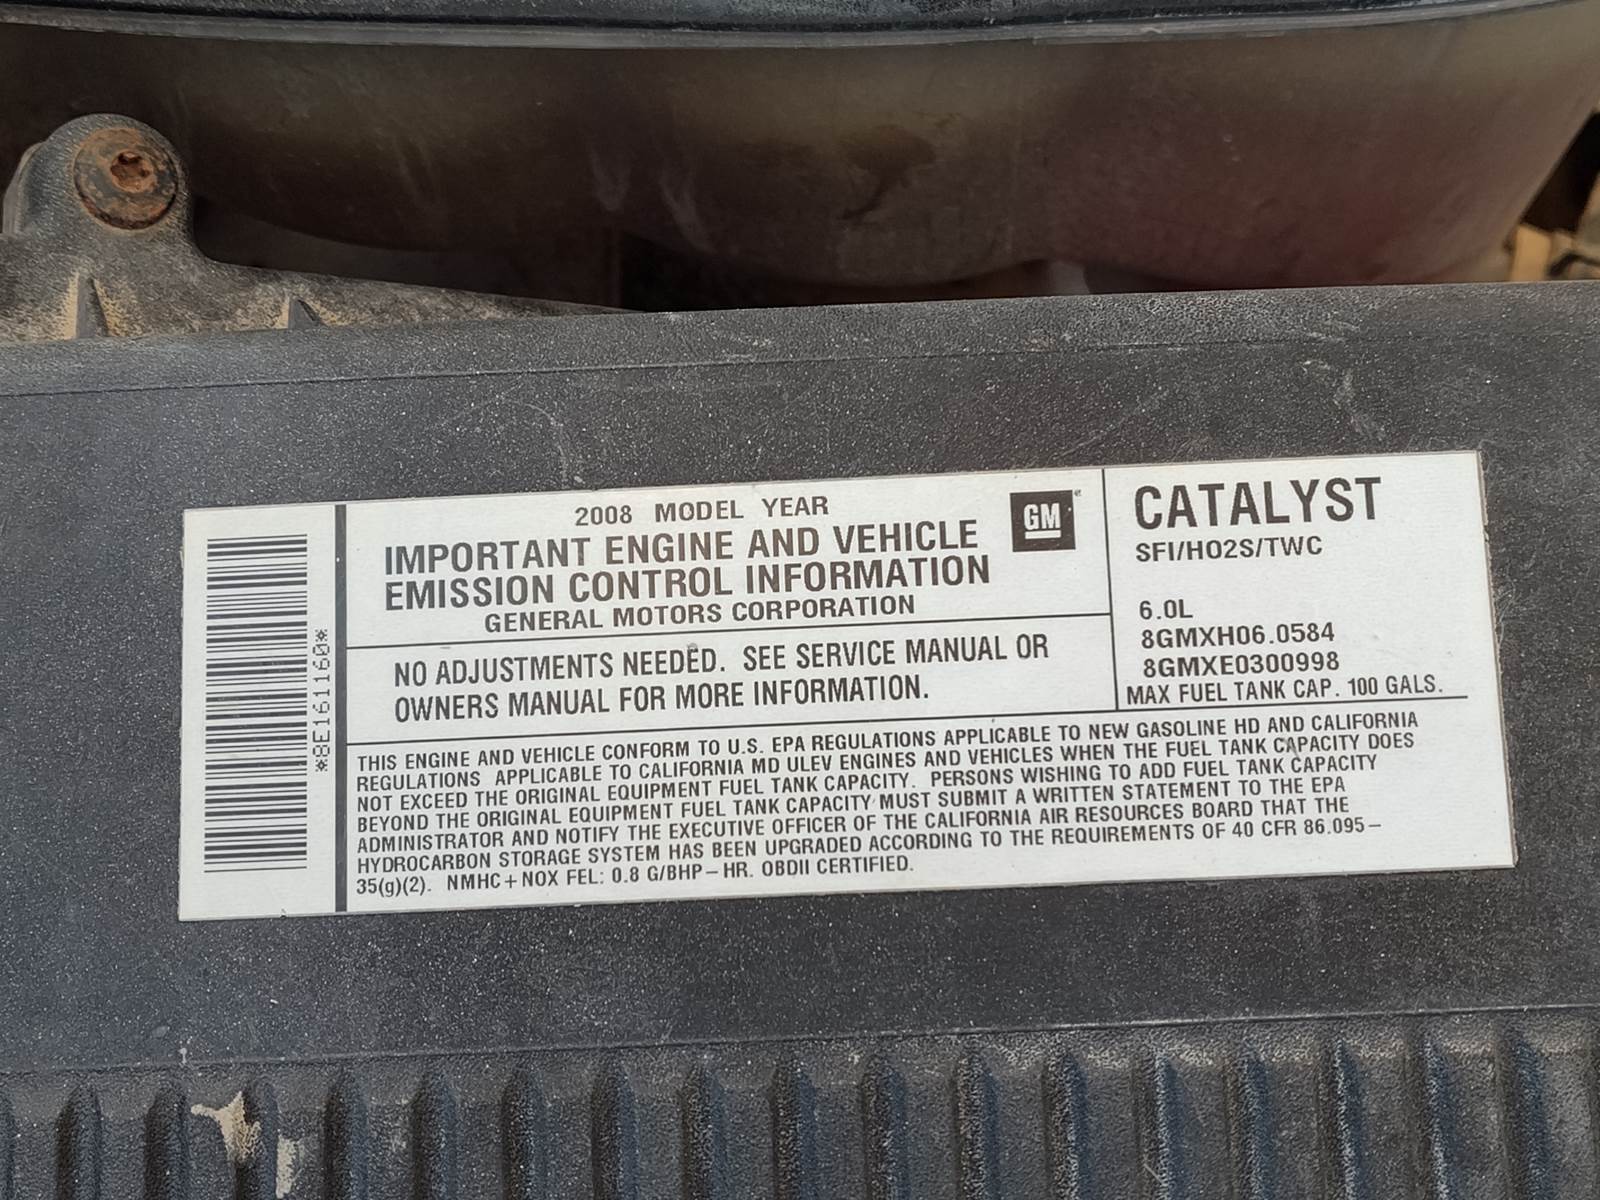 *8E161160*
2008 MODEL YEAR
IMPORTANT ENGINE AND VEHICLE
EMISSION CONTROL INFORMATION
GENERAL MOTORS CORPORATION
GM
NO ADJUSTMENTS NEEDED. SEE SERVICE MANUAL OR
OWNERS MANUAL FOR MORE INFORMATION.
CATALYST
SFI/HO2S/TWC
6.0L
8GMXH06.0584
8GMXE0300998
MAX FUEL TANK CAP. 100 GALS.
THIS ENGINE AND VEHICLE CONFORM TO U.S. EPA REGULATIONS APPLICABLE TO NEW GASOLINE HD AND CALIFORNIA
REGULATIONS APPLICABLE TO CALIFORNIA MD ULEV ENGINES AND VEHICLES WHEN THE FUEL TANK CAPACITY DOES
NOT EXCEED THE ORIGINAL EQUIPMENT FUEL TANK CAPACITY. PERSONS WISHING TO ADD FUEL TANK CAPACITY
BEYOND THE ORIGINAL EQUIPMENT FUEL TANK CAPACITY MUST SUBMIT A WRITTEN STATEMENT TO THE EPA
ADMINISTRATOR AND NOTIFY THE EXECUTIVE OFFICER OF THE CALIFORNIA AIR RESOURCES BOARD THAT THE
HYDROCARBON STORAGE SYSTEM HAS BEEN UPGRADED ACCORDING TO THE REQUIREMENTS OF 40 CFR 86.095–
35(g)(2). NMHC+NOX FEL: 0.8 G/BHP–HR. OBDII CERTIFIED.